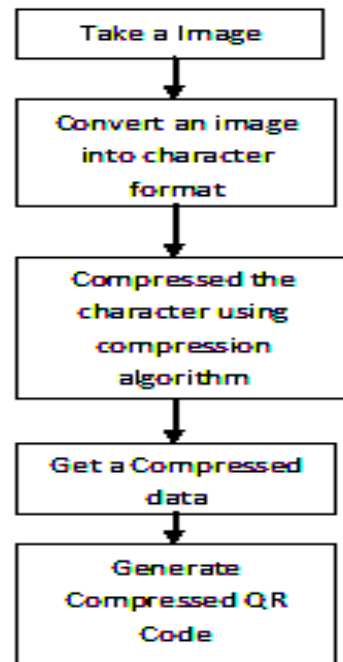 Take a Image
Convert an image
into character
format
Compressed the
character using
compression
algorithm
Get a Compressed
data
Generate
Compressed QR
Code